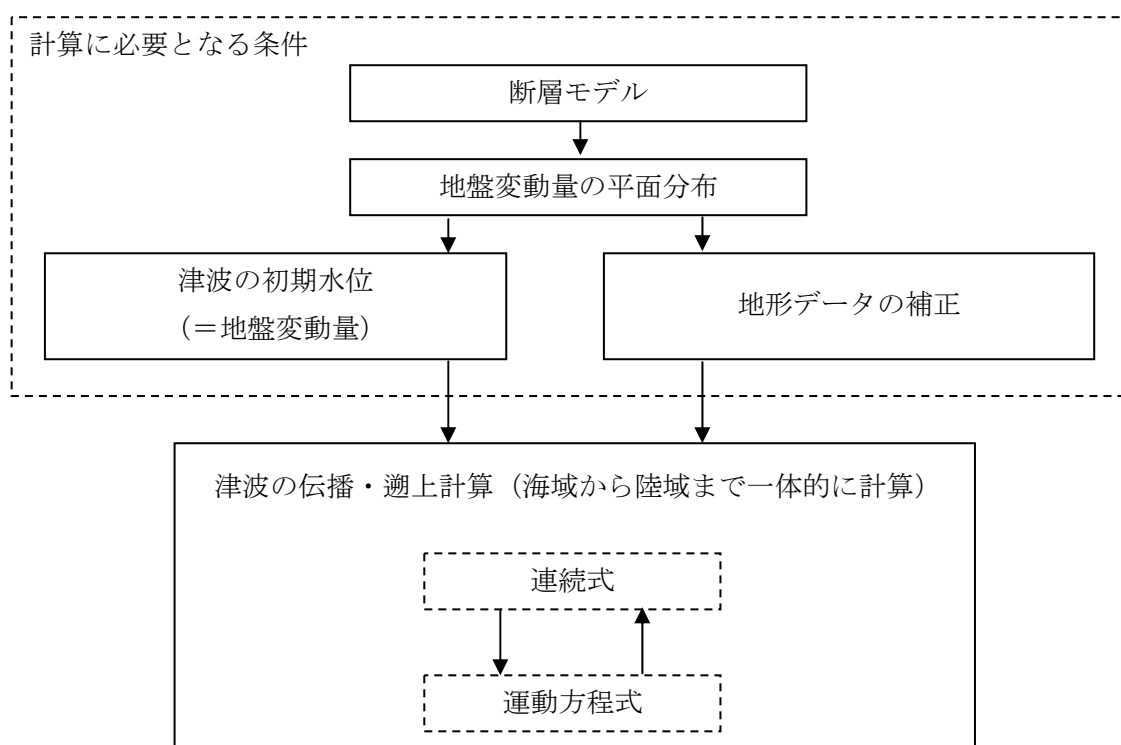 計算に必要となる条件
断層モデル
地盤変動量の平面分布
津波の初期水位
（＝地盤変動量）
地形データの補正
津波の伝播・遡上計算（海域から陸域まで一体的に計算）
連続式
運動方程式